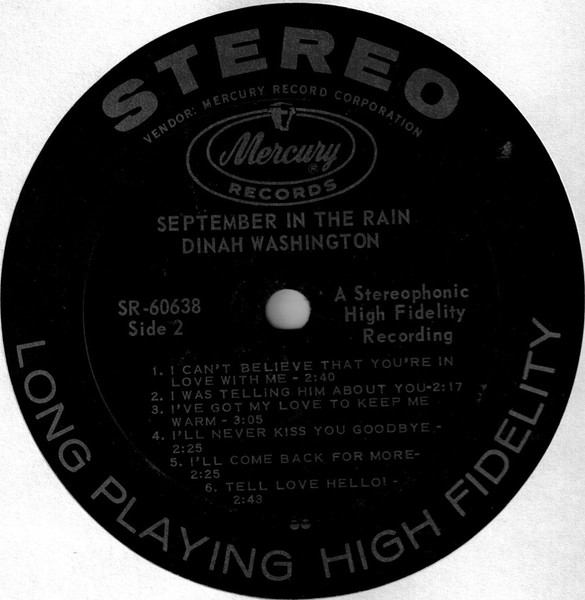 STEREO
VENDOR: MERCURY RECORD CORPORATION
Mercury ®
RECORDS
SEPTEMBER IN THE RAIN
DINAH WASHINGTON
SR-60638
Side 2
A Stereophonic
High Fidelity
Recording
1. I CAN'T BELIEVE THAT YOU'RE IN
LOVE WITH ME - 2:40
2. I WAS TELLING HIM ABOUT YOU-2:17
3. I'VE GOT MY LOVE TO KEEP ME
WARM - 3:05
4. I'LL NEVER KISS YOU GOODBYE-
2:25
5. I'LL COME BACK FOR MORE-
2:25
6. TELL LOVE HELLO! -
2:43
LONG PLAYING HIGH FIDELITY